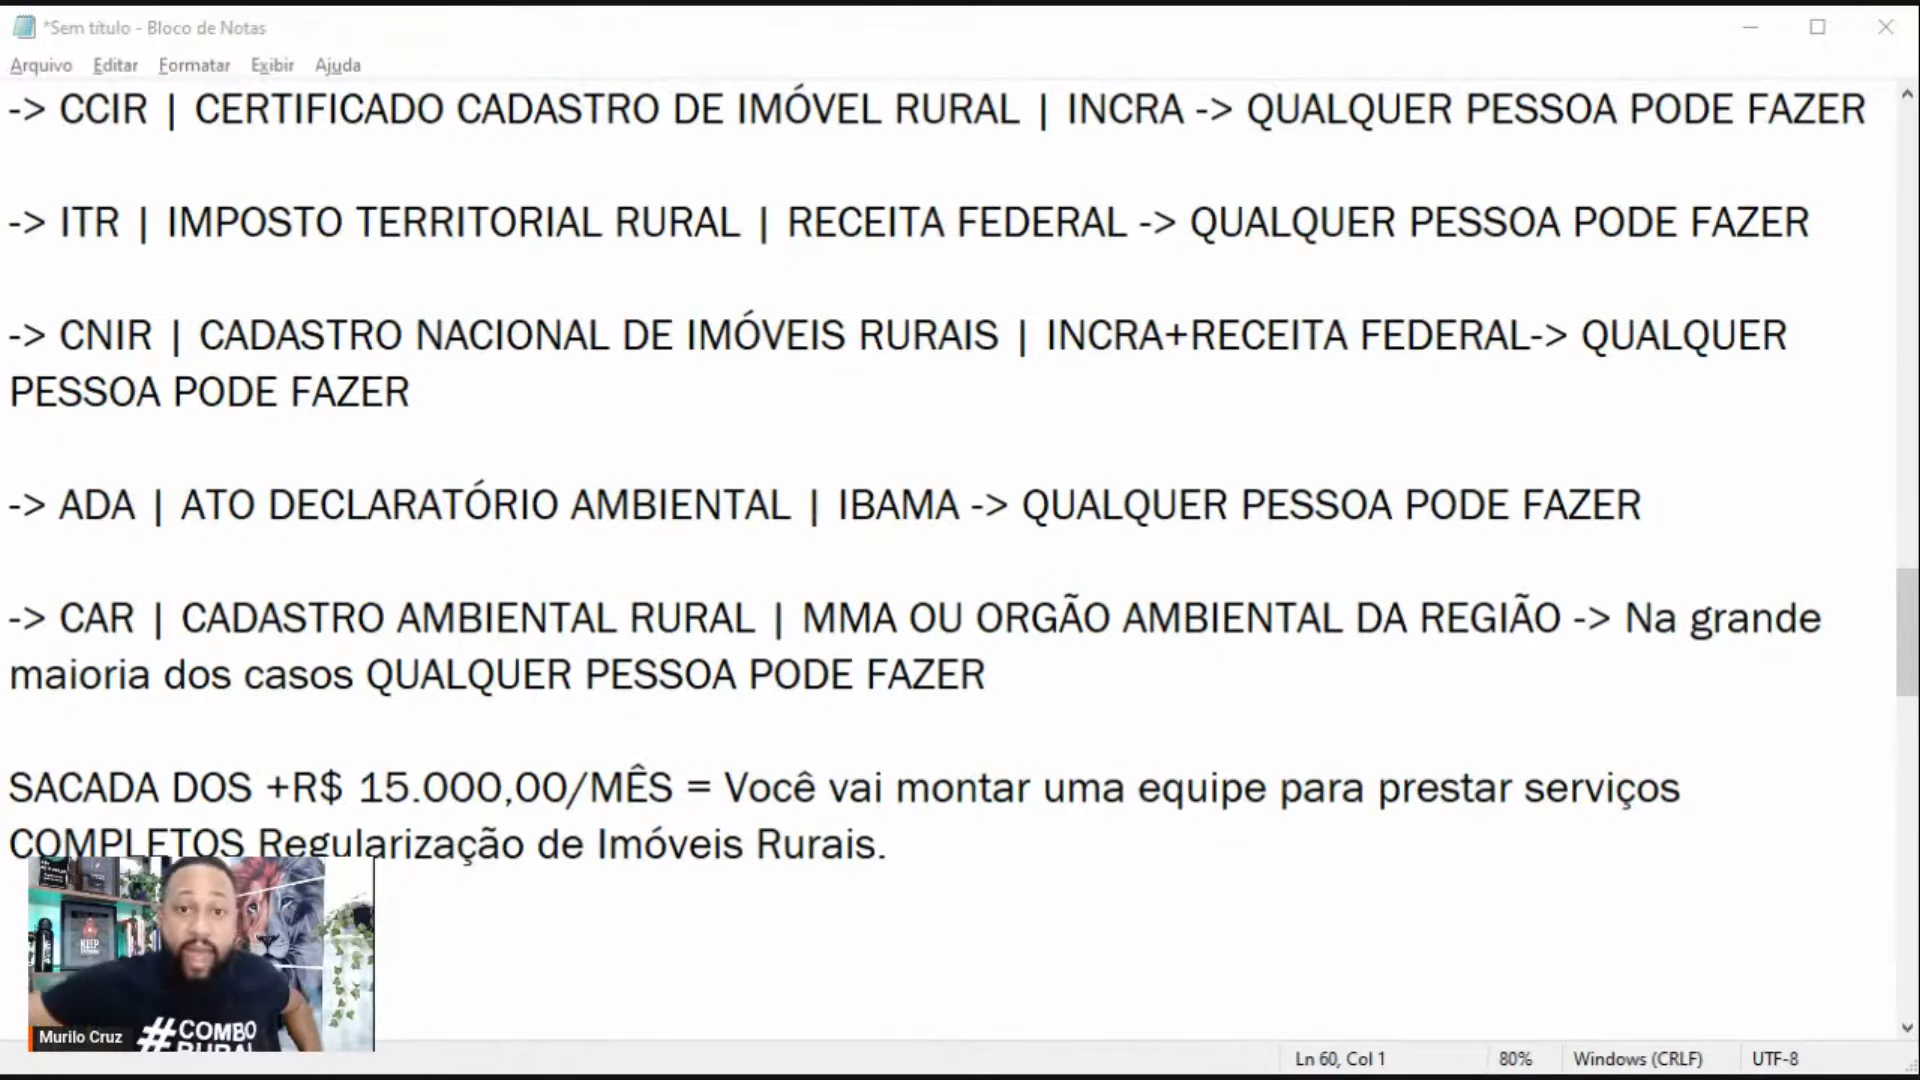 *Sem título - Bloco de Notas
Arquivo Editar Formatar Exibir Ajuda
-> CCIR | CERTIFICADO CADASTRO DE IMÓVEL RURAL | INCRA -> QUALQUER PESSOA PODE FAZER
-> ITR | IMPOSTO TERRITORIAL RURAL | RECEITA FEDERAL -> QUALQUER PESSOA PODE FAZER
-> CNIR | CADASTRO NACIONAL DE IMÓVEIS RURAIS | INCRA+RECEITA FEDERAL-> QUALQUER
PESSOA PODE FAZER
-> ADA | ATO DECLARATÓRIO AMBIENTAL | IBAMA -> QUALQUER PESSOA PODE FAZER
-> CAR | CADASTRO AMBIENTAL RURAL | MMA OU ORGÃO AMBIENTAL DA REGIÃO -> Na grande
maioria dos casos QUALQUER PESSOA PODE FAZER
SACADA DOS +R$ 15.000,00/MÊS = Você vai montar uma equipe para prestar serviços
COMPLETOS Regularização de Imóveis Rurais.
KEEP
Murilo Cruz
#COMBO
RURAL
Ln 60, Col 1 80% Windows (CRLF) UTF-8